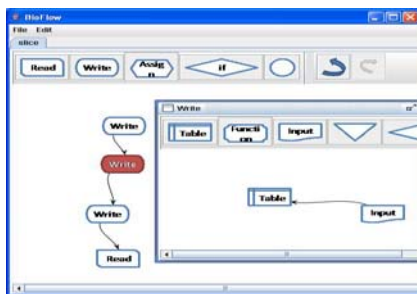 BioFlow
File Edit
slice
Read Write Assig
n if
Write
Write
Table Functi
on Input
Write
Table
Input
Write
Read